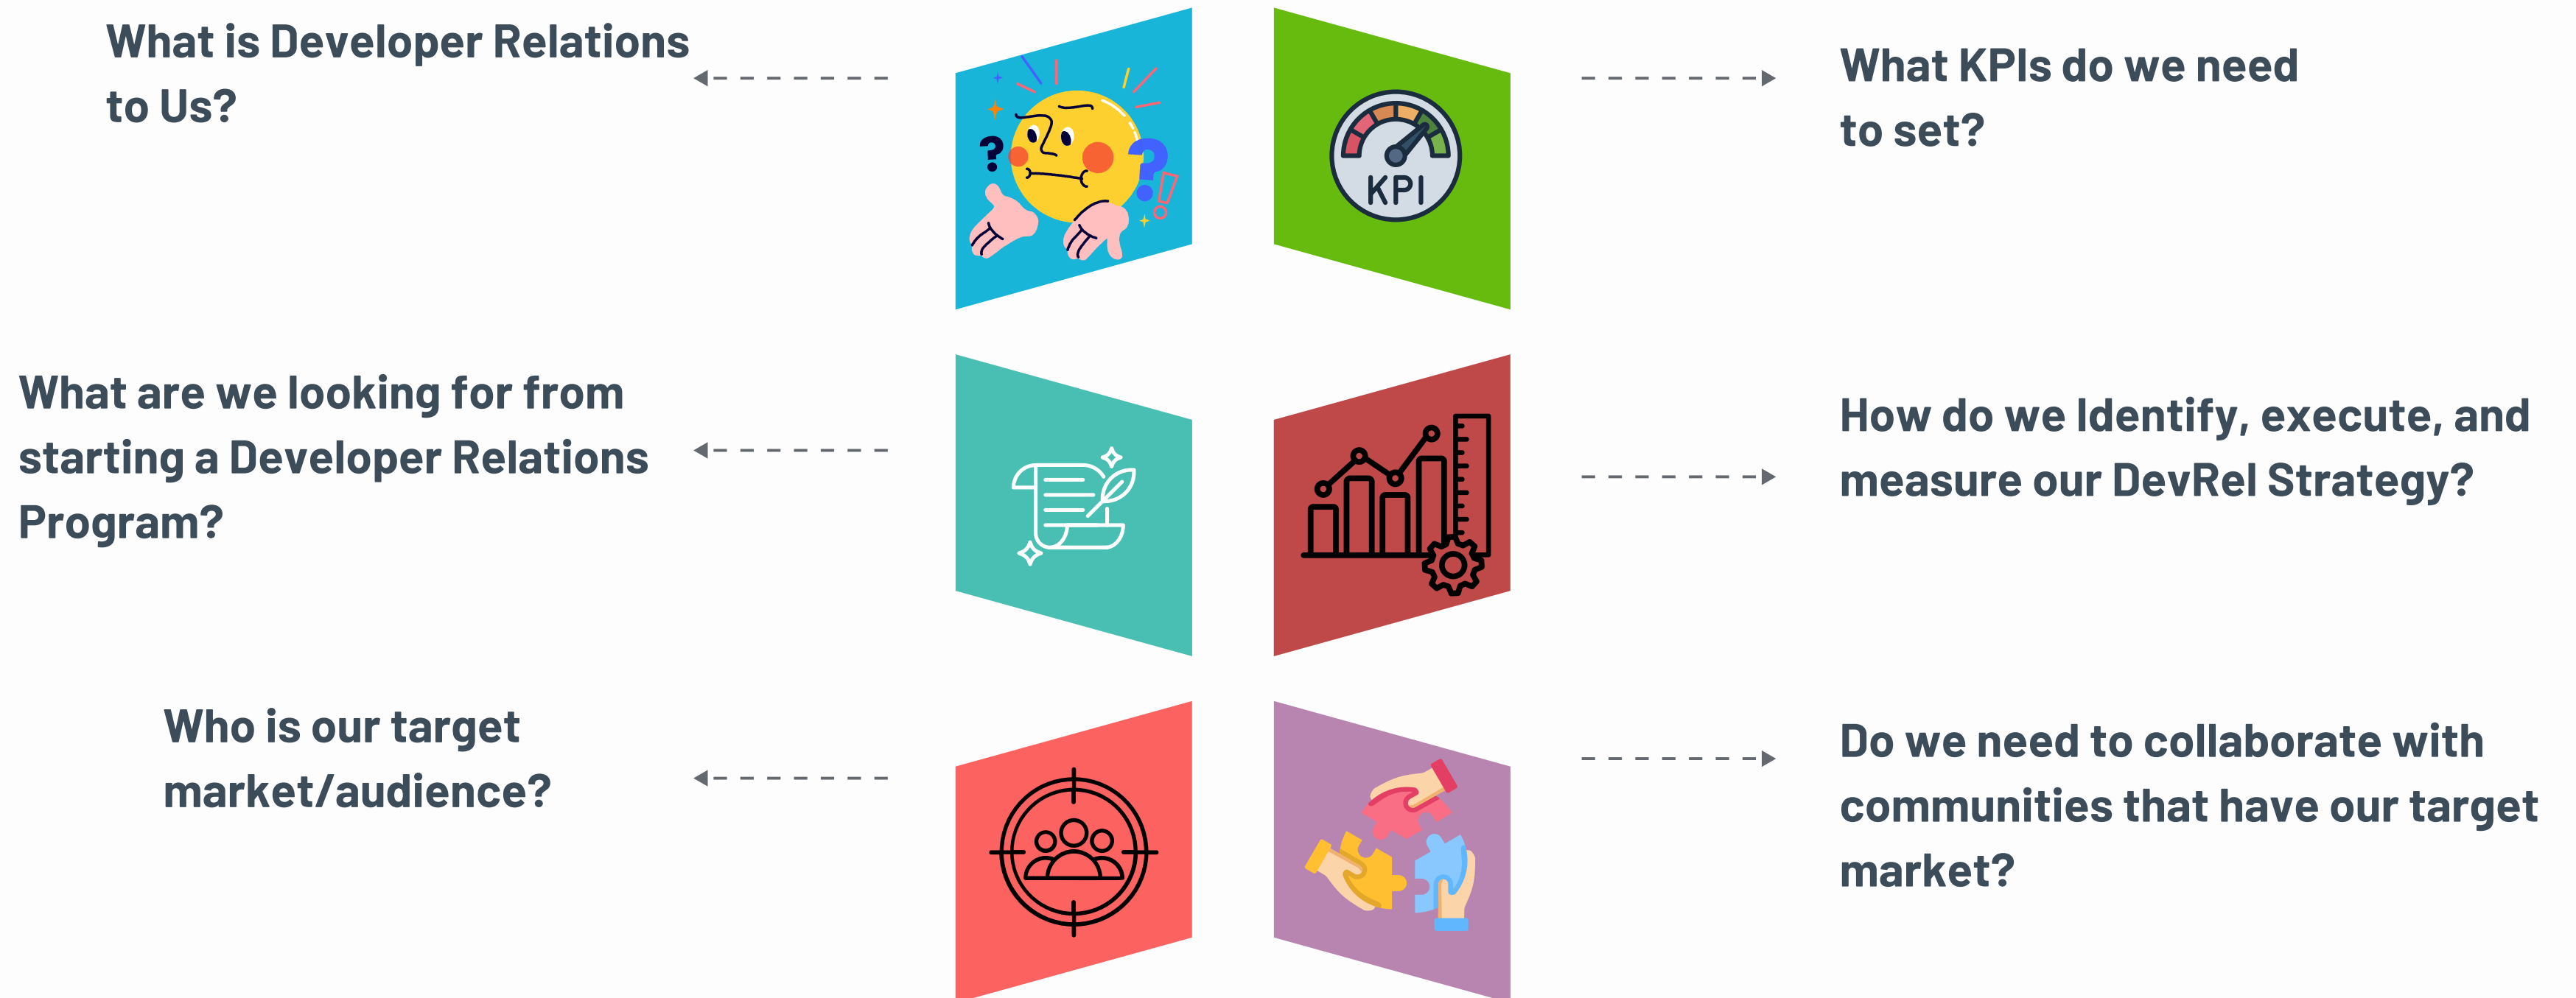 What is Developer Relations
to Us?
What are we looking for from
starting a Developer Relations
Program?
Who is our target
market/audience?
?
?
!
KPI
What KPIs do we need
to set?
How do we Identify, execute, and
measure our DevRel Strategy?
Do we need to collaborate with
communities that have our target
market?